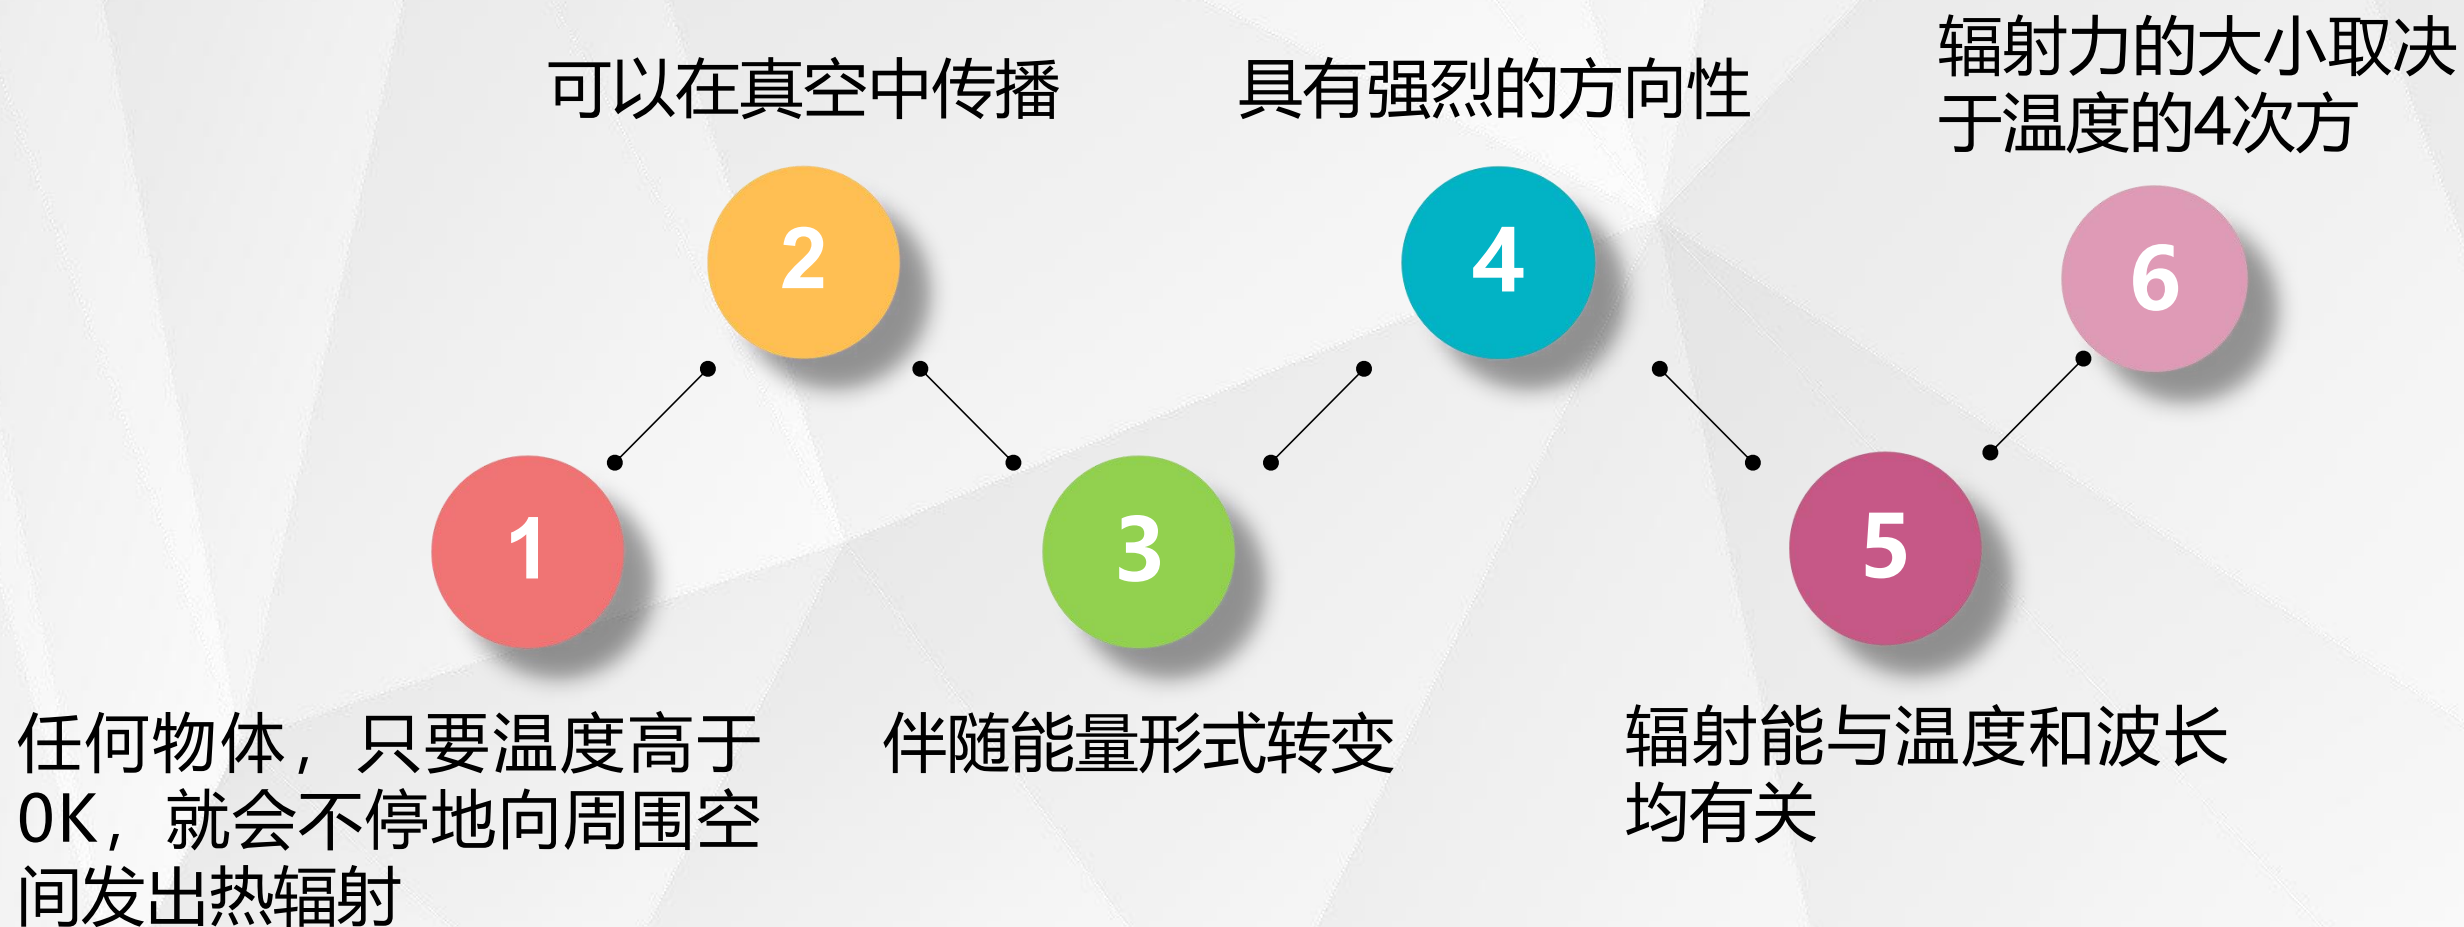 1
任何物体，只要温度高于
0K，就会不停地向周围空
间发出热辐射
2
可以在真空中传播
3
伴随能量形式转变
4
具有强烈的方向性
5
辐射能与温度和波长
均有关
6
辐射力的大小取决
于温度的4次方